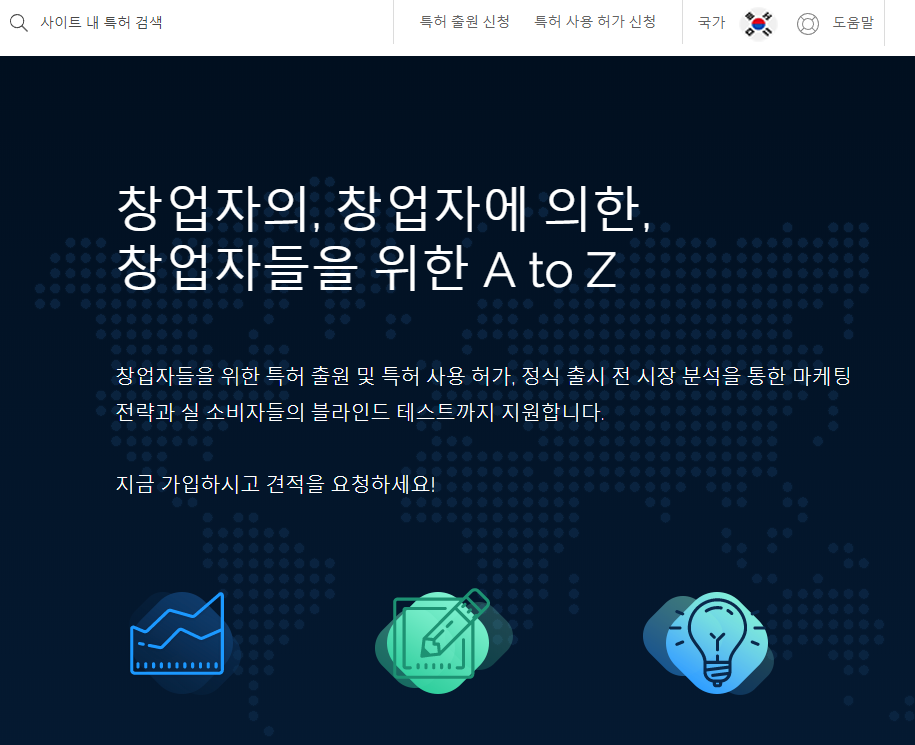 사이트 내 특허 검색
특허 출원 신청
특허 사용 허가 신청
국가
도움말
창업자의, 창업자에 의한,
창업자들을 위한 A to Z
창업자들을 위한 특허 출원 및 특허 사용 허가, 정식 출시 전 시장 분석을 통한 마케팅
전략과 실 소비자들의 블라인드 테스트까지 지원합니다.
지금 가입하시고 견적을 요청하세요!